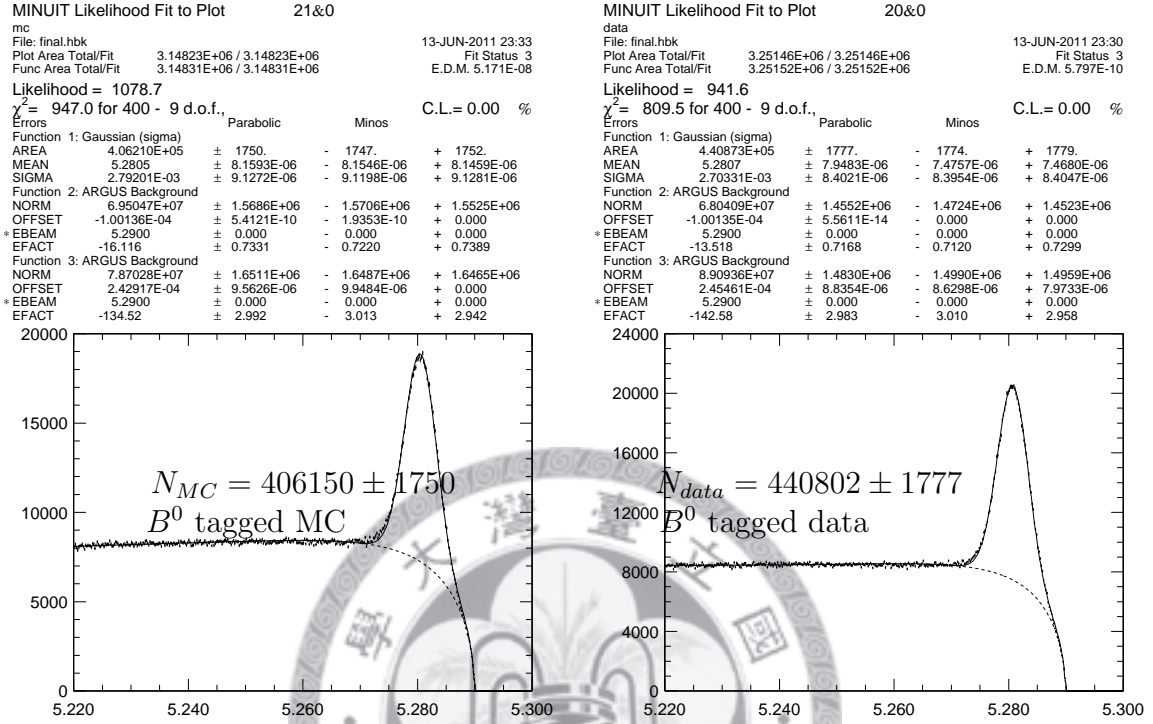 MINUIT Likelihood Fit to Plot 21&0
mc
File: final.hbk 13-JUN-2011 23:33
Plot Area Total/Fit 3.14823E+06 / 3.14823E+06 Fit Status 3
Func Area Total/Fit 3.14831E+06 / 3.14831E+06 E.D.M. 5.171E-08
Likelihood = 1078.7
χ²= 947.0 for 400 - 9 d.o.f., C.L.= 0.00 %
Errors Parabolic Minos
Function 1: Gaussian (sigma)
AREA 4.06210E+05 ± 1750. - 1747. + 1752.
MEAN 5.2805 ± 8.1593E-06 - 8.1546E-06 + 8.1459E-06
SIGMA 2.79201E-03 ± 9.1272E-06 - 9.1198E-06 + 9.1281E-06
Function 2: ARGUS Background
NORM 6.95047E+07 ± 1.5686E+06 - 1.5706E+06 + 1.5525E+06
OFFSET -1.00136E-04 ± 5.4121E-10 - 1.9353E-10 + 0.000
* EBEAM 5.2900 ± 0.000 - 0.000 + 0.000
EFACT -16.116 ± 0.7331 - 0.7220 + 0.7389
Function 3: ARGUS Background
NORM 7.87028E+07 ± 1.6511E+06 - 1.6487E+06 + 1.6465E+06
OFFSET 2.42917E-04 ± 9.5626E-06 - 9.9484E-06 + 0.000
* EBEAM 5.2900 ± 0.000 - 0.000 + 0.000
EFACT -134.52 ± 2.992 - 3.013 + 2.942
20000
15000
10000
5000
0
5.220 5.240 5.260 5.280 5.300
N_MC = 406150 ± 1750
B⁰ tagged MC
MINUIT Likelihood Fit to Plot 20&0
data
File: final.hbk 13-JUN-2011 23:30
Plot Area Total/Fit 3.25146E+06 / 3.25146E+06 Fit Status 3
Func Area Total/Fit 3.25152E+06 / 3.25152E+06 E.D.M. 5.797E-10
Likelihood = 941.6
χ²= 809.5 for 400 - 9 d.o.f., C.L.= 0.00 %
Errors Parabolic Minos
Function 1: Gaussian (sigma)
AREA 4.40873E+05 ± 1777. - 1774. + 1779.
MEAN 5.2807 ± 7.9483E-06 - 7.4757E-06 + 7.4680E-06
SIGMA 2.70331E-03 ± 8.4021E-06 - 8.3954E-06 + 8.4047E-06
Function 2: ARGUS Background
NORM 6.80409E+07 ± 1.4552E+06 - 1.4724E+06 + 1.4523E+06
OFFSET -1.00135E-04 ± 5.5611E-14 - 0.000 + 0.000
* EBEAM 5.2900 ± 0.000 - 0.000 + 0.000
EFACT -13.518 ± 0.7168 - 0.7120 + 0.7299
Function 3: ARGUS Background
NORM 8.90936E+07 ± 1.4830E+06 - 1.4990E+06 + 1.4959E+06
OFFSET 2.45461E-04 ± 8.8354E-06 - 8.6298E-06 + 7.9733E-06
* EBEAM 5.2900 ± 0.000 - 0.000 + 0.000
EFACT -142.58 ± 2.983 - 3.010 + 2.958
24000
20000
16000
12000
8000
4000
0
5.220 5.240 5.260 5.280 5.300
N_data = 440802 ± 1777
B⁰ tagged data
國立臺灣大學